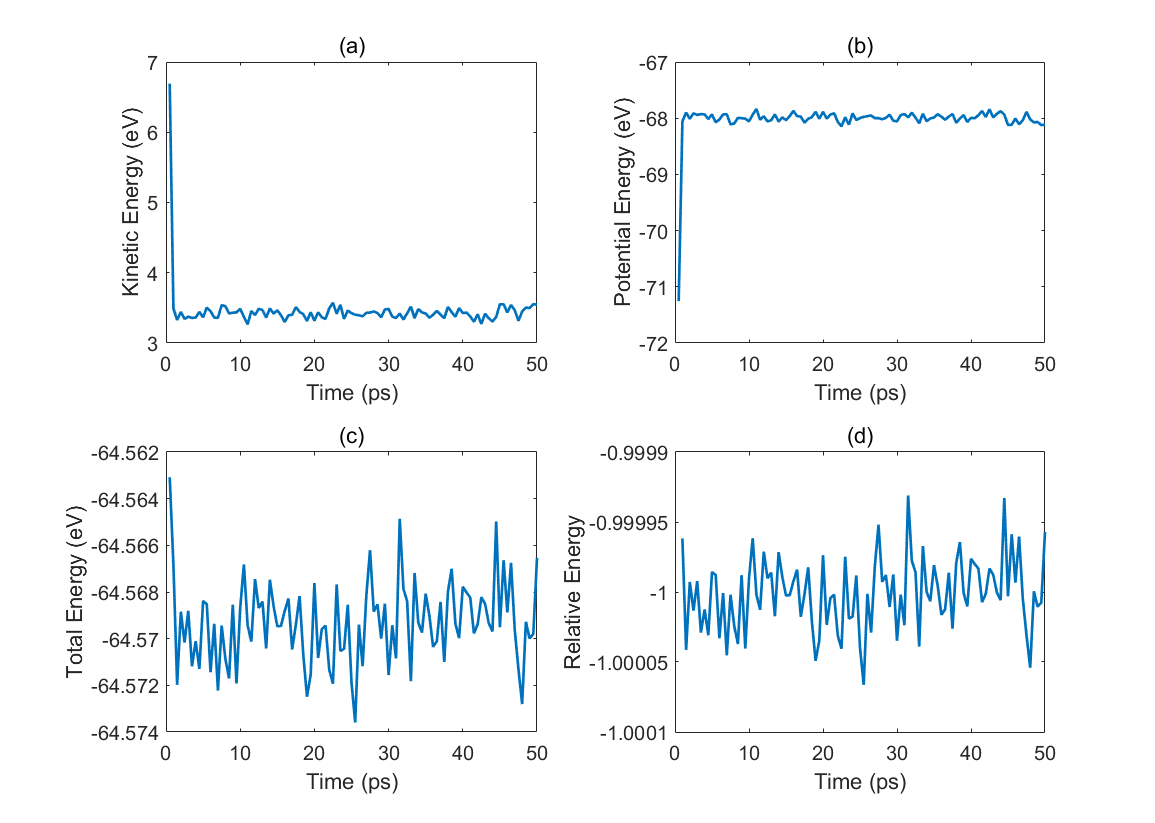 (a)
7
6
5
4
3
Kinetic Energy (eV)
0 10 20 30 40 50
Time (ps)
(b)
-67
-68
-69
-70
-71
-72
Potential Energy (eV)
0 10 20 30 40 50
Time (ps)
(c)
-64.562
-64.564
-64.566
-64.568
-64.57
-64.572
-64.574
Total Energy (eV)
0 10 20 30 40 50
Time (ps)
(d)
-0.9999
-0.99995
-1
-1.00005
-1.0001
Relative Energy
0 10 20 30 40 50
Time (ps)